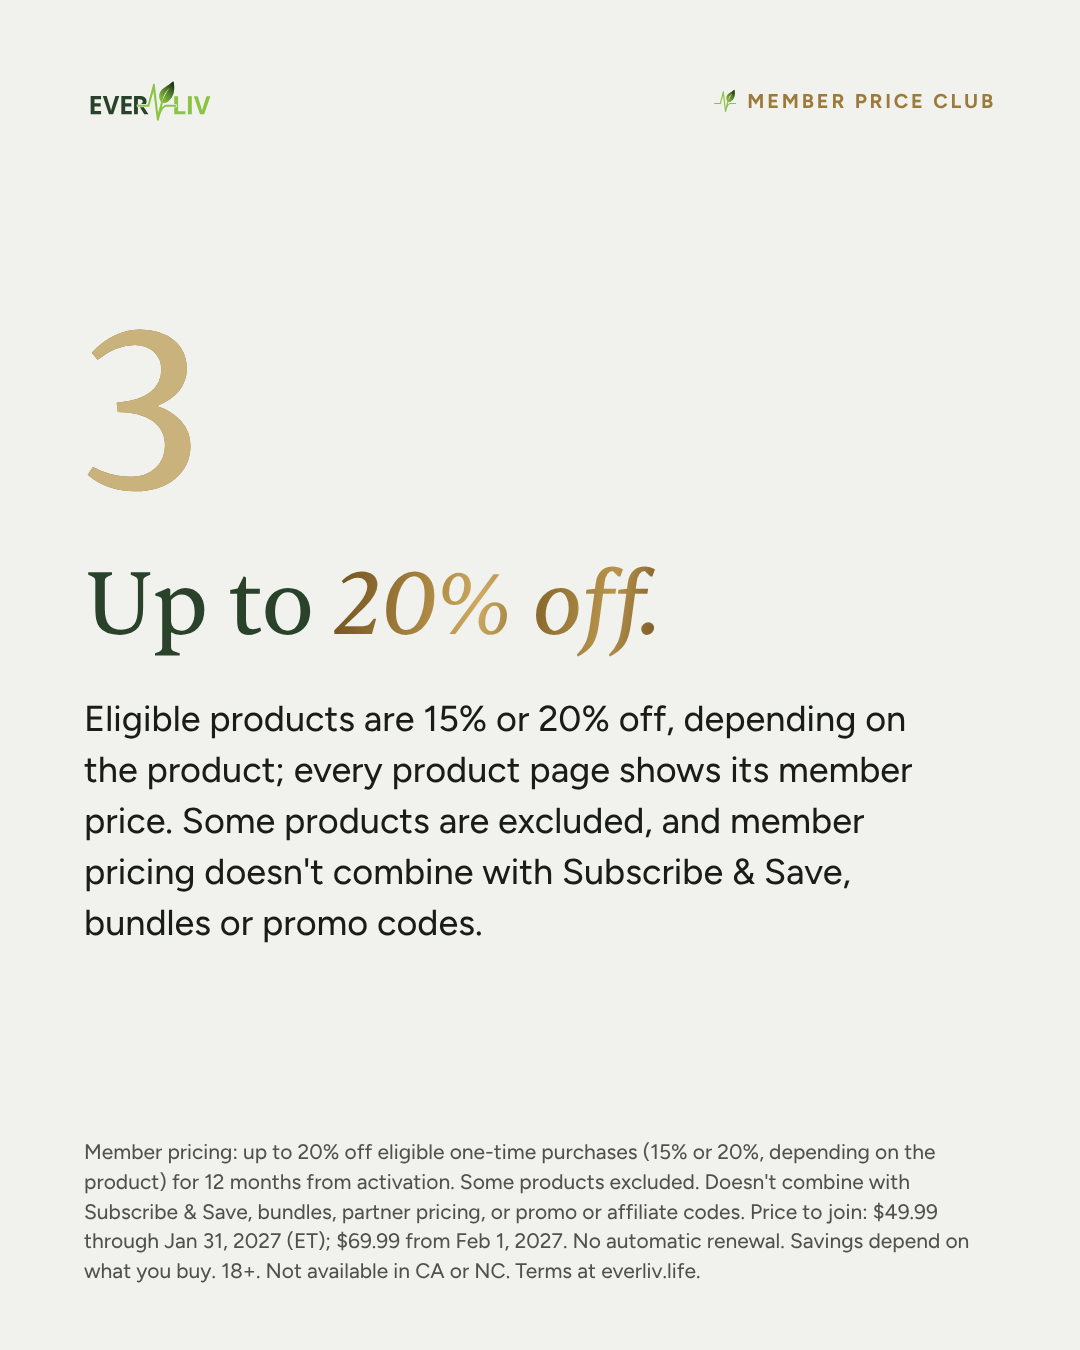 EVERLIV
MEMBER PRICE CLUB
3
Up to 20% off.
Eligible products are 15% or 20% off, depending on
the product; every product page shows its member
price. Some products are excluded, and member
pricing doesn't combine with Subscribe & Save,
bundles or promo codes.
Member pricing: up to 20% off eligible one-time purchases (15% or 20%, depending on the
product) for 12 months from activation. Some products excluded. Doesn't combine with
Subscribe & Save, bundles, partner pricing, or promo or affiliate codes. Price to join: $49.99
through Jan 31, 2027 (ET); $69.99 from Feb 1, 2027. No automatic renewal. Savings depend on
what you buy. 18+. Not available in CA or NC. Terms at everliv.life.